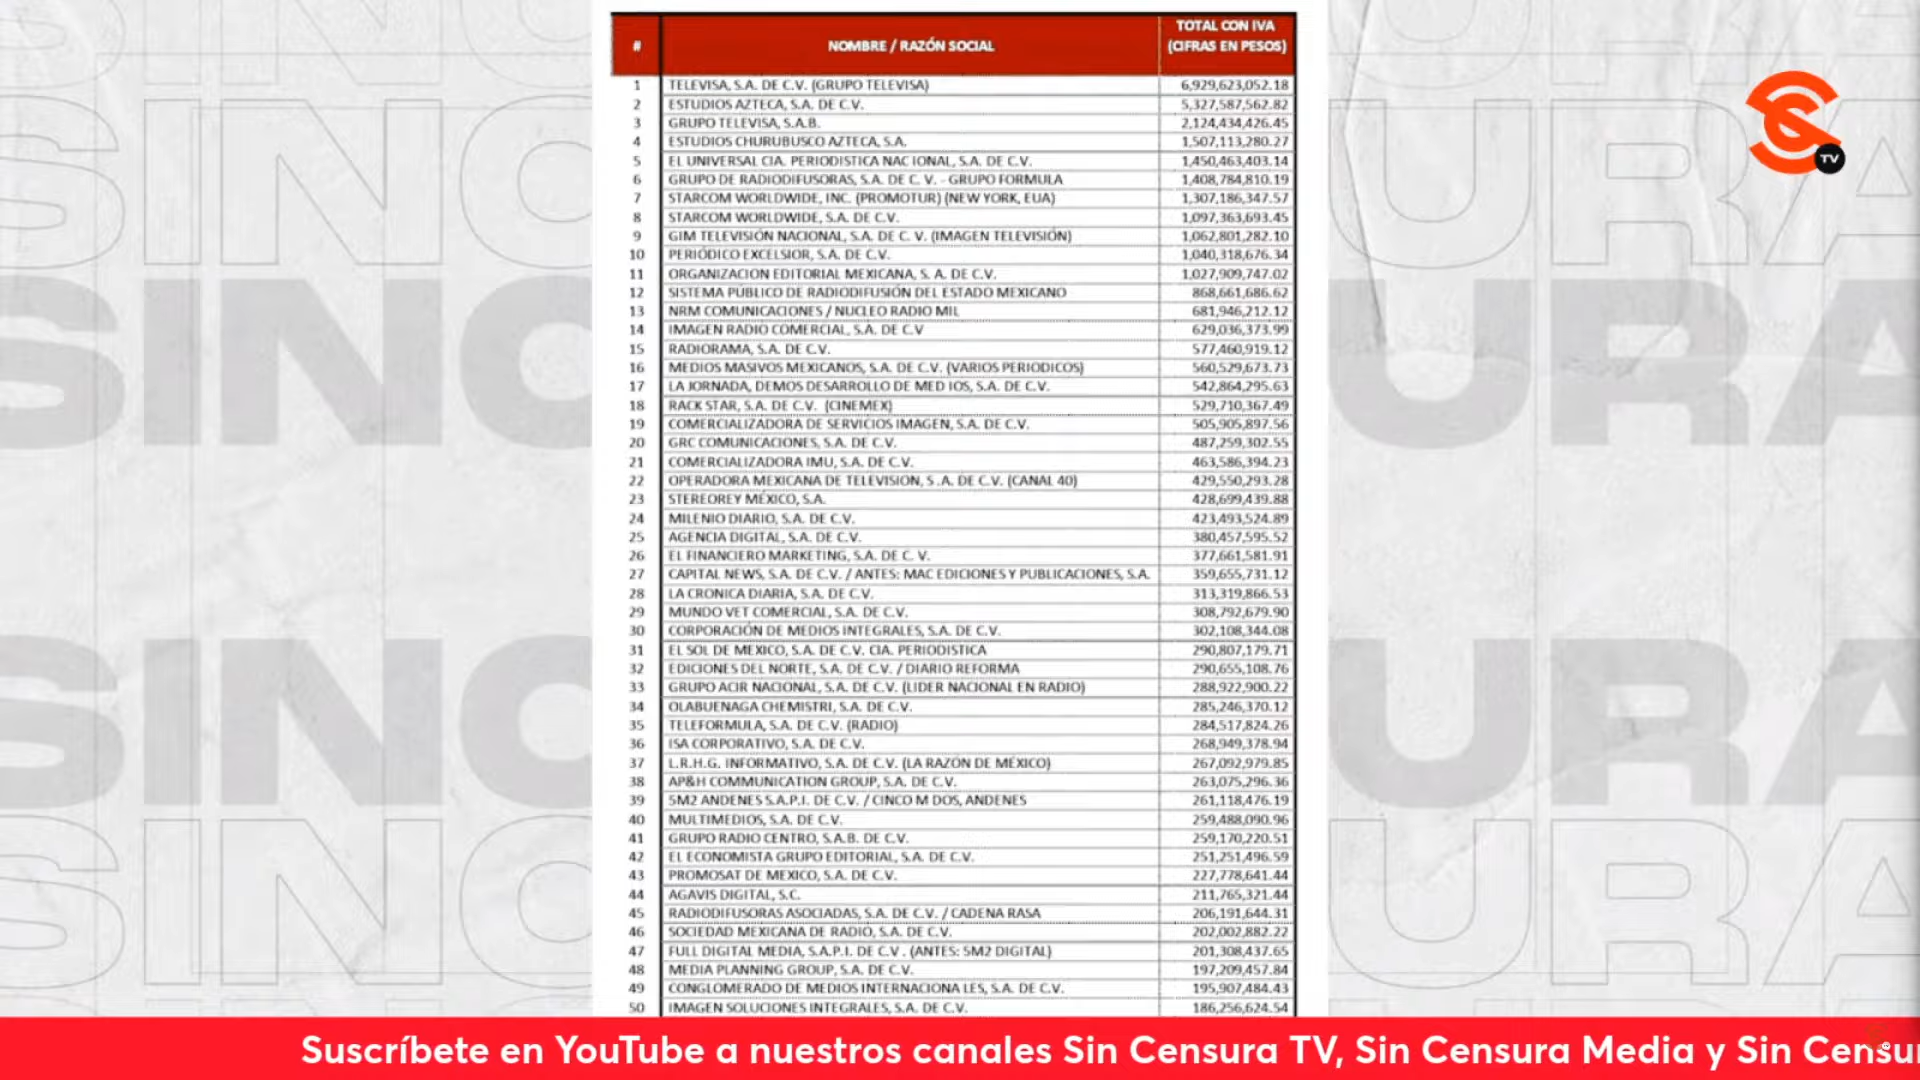 # NOMBRE / RAZÓN SOCIAL TOTAL CON IVA (CIFRAS EN PESOS)
1 TELEVISA, S.A. DE C.V. (GRUPO TELEVISA) 6,929,623,052.18
2 ESTUDIOS AZTECA, S.A. DE C.V. 5,327,587,562.82
3 GRUPO TELEVISA, S.A.B. 2,124,434,426.45
4 ESTUDIOS CHURUBUSCO AZTECA, S.A. 1,507,113,280.27
5 EL UNIVERSAL CIA. PERIODISTICA NAC IONAL, S.A. DE C.V. 1,450,463,403.14
6 GRUPO DE RADIODIFUSORAS, S.A. DE C. V. - GRUPO FORMULA 1,408,784,810.19
7 STARCOM WORLDWIDE, INC. (PROMOTUR) (NEW YORK, EUA) 1,307,186,347.57
8 STARCOM WORLDWIDE, S.A. DE C.V. 1,097,363,693.45
9 GIM TELEVISIÓN NACIONAL, S.A. DE C. V. (IMAGEN TELEVISIÓN) 1,062,801,282.10
10 PERIÓDICO EXCELSIOR, S.A. DE C.V. 1,040,318,676.34
11 ORGANIZACION EDITORIAL MEXICANA, S. A. DE C.V. 1,027,909,747.02
12 SISTEMA PÚBLICO DE RADIODIFUSIÓN DEL ESTADO MEXICANO 868,661,686.62
13 NRM COMUNICACIONES / NUCLEO RADIO MIL 681,946,212.12
14 IMAGEN RADIO COMERCIAL, S.A. DE C.V 629,036,373.99
15 RADIORAMA, S.A. DE C.V. 577,460,919.12
16 MEDIOS MASIVOS MEXICANOS, S.A. DE C.V. (VARIOS PERIODICOS) 560,529,673.73
17 LA JORNADA, DEMOS DESARROLLO DE MED IOS, S.A. DE C.V. 542,864,295.63
18 RACK STAR, S.A. DE C.V. (CINEMEX) 529,710,367.49
19 COMERCIALIZADORA DE SERVICIOS IMAGEN, S.A. DE C.V. 505,905,897.56
20 GRC COMUNICACIONES, S.A. DE C.V. 487,259,302.55
21 COMERCIALIZADORA IMU, S.A. DE C.V. 463,586,394.23
22 OPERADORA MEXICANA DE TELEVISION, S .A. DE C.V. (CANAL 40) 429,550,293.28
23 STEREOREY MÉXICO, S.A. 428,699,439.88
24 MILENIO DIARIO, S.A. DE C.V. 423,493,524.89
25 AGENCIA DIGITAL, S.A. DE C.V. 380,457,595.52
26 EL FINANCIERO MARKETING, S.A. DE C. V. 377,661,581.91
27 CAPITAL NEWS, S.A. DE C.V. / ANTES: MAC EDICIONES Y PUBLICACIONES, S.A. 359,655,731.12
28 LA CRONICA DIARIA, S.A. DE C.V. 313,319,866.53
29 MUNDO VET COMERCIAL, S.A. DE C.V. 308,792,679.90
30 CORPORACIÓN DE MEDIOS INTEGRALES, S.A. DE C.V. 302,108,344.08
31 EL SOL DE MEXICO, S.A. DE C.V. CIA. PERIODISTICA 290,807,179.71
32 EDICIONES DEL NORTE, S.A. DE C.V. / DIARIO REFORMA 290,655,108.76
33 GRUPO ACIR NACIONAL, S.A. DE C.V. (LIDER NACIONAL EN RADIO) 288,922,900.22
34 OLABUENAGA CHEMISTRI, S.A. DE C.V. 285,246,370.12
35 TELEFORMULA, S.A. DE C.V. (RADIO) 284,517,824.26
36 ISA CORPORATIVO, S.A. DE C.V. 268,949,378.94
37 L.R.H.G. INFORMATIVO, S.A. DE C.V. (LA RAZÓN DE MÉXICO) 267,092,979.85
38 AP&H COMMUNICATION GROUP, S.A. DE C.V. 263,075,296.36
39 5M2 ANDENES S.A.P.I. DE C.V. / CINCO M DOS, ANDENES 261,118,476.19
40 MULTIMEDIOS, S.A. DE C.V. 259,488,090.96
41 GRUPO RADIO CENTRO, S.A.B. DE C.V. 259,170,220.51
42 EL ECONOMISTA GRUPO EDITORIAL, S.A. DE C.V. 251,251,496.59
43 PROMOSAT DE MEXICO, S.A. DE C.V. 227,778,641.44
44 AGAVIS DIGITAL, S.C. 211,765,321.44
45 RADIODIFUSORAS ASOCIADAS, S.A. DE C.V. / CADENA RASA 206,191,644.31
46 SOCIEDAD MEXICANA DE RADIO, S.A. DE C.V. 202,002,882.22
47 FULL DIGITAL MEDIA, S.A.P.I. DE C.V . (ANTES: 5M2 DIGITAL) 201,308,437.65
48 MEDIA PLANNING GROUP, S.A. DE C.V. 197,209,457.84
49 CONGLOMERADO DE MEDIOS INTERNACIONA LES, S.A. DE C.V. 195,907,484.43
50 IMAGEN SOLUCIONES INTEGRALES, S.A. DE C.V. 186,256,624.54
TV
SINC URA
SINC URA
SINC URA
SINC URA
Suscríbete en YouTube a nuestros canales Sin Censura TV, Sin Censura Media y Sin Censu